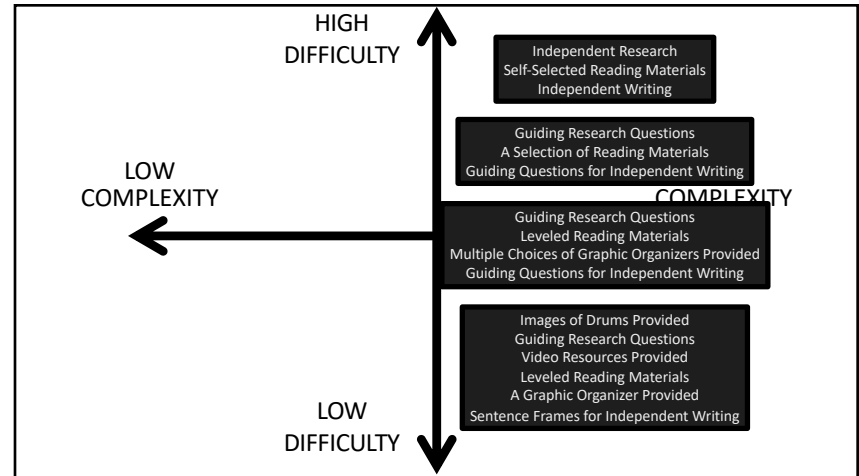 HIGH
DIFFICULTY
Independent Research
Self-Selected Reading Materials
Independent Writing
Guiding Research Questions
A Selection of Reading Materials
Guiding Questions for Independent Writing
LOW
COMPLEXITY
COMPLEXITY
Guiding Research Questions
Leveled Reading Materials
Multiple Choices of Graphic Organizers Provided
Guiding Questions for Independent Writing
Images of Drums Provided
Guiding Research Questions
Video Resources Provided
Leveled Reading Materials
A Graphic Organizer Provided
Sentence Frames for Independent Writing
LOW
DIFFICULTY